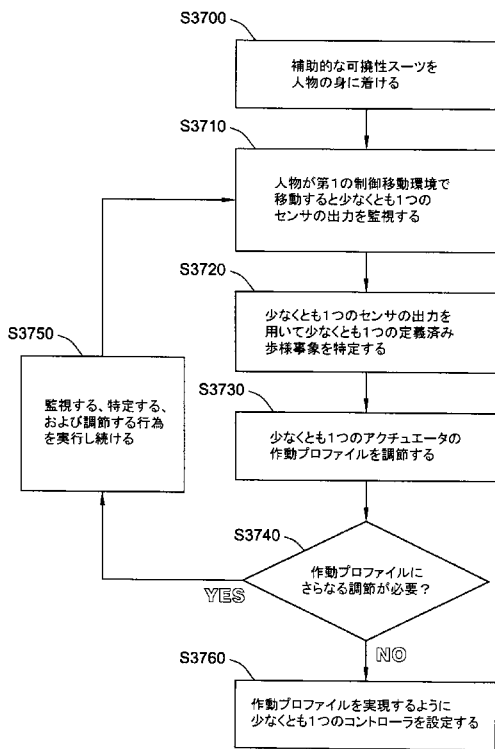 S3700
補助的な可撓性スーツを
人物の身に着ける
S3710
人物が第1の制御移動環境で
移動すると少なくとも1つの
センサの出力を監視する
S3720
少なくとも1つのセンサの出力を
用いて少なくとも1つの定義済み
歩様事象を特定する
S3750
監視する、特定する、
および調節する行為
を実行し続ける
S3730
少なくとも1つのアクチュエータの
作動プロファイルを調節する
S3740
作動プロファイルに
さらなる調節が必要?
YES
NO
S3760
作動プロファイルを実現するように
少なくとも1つのコントローラを設定する